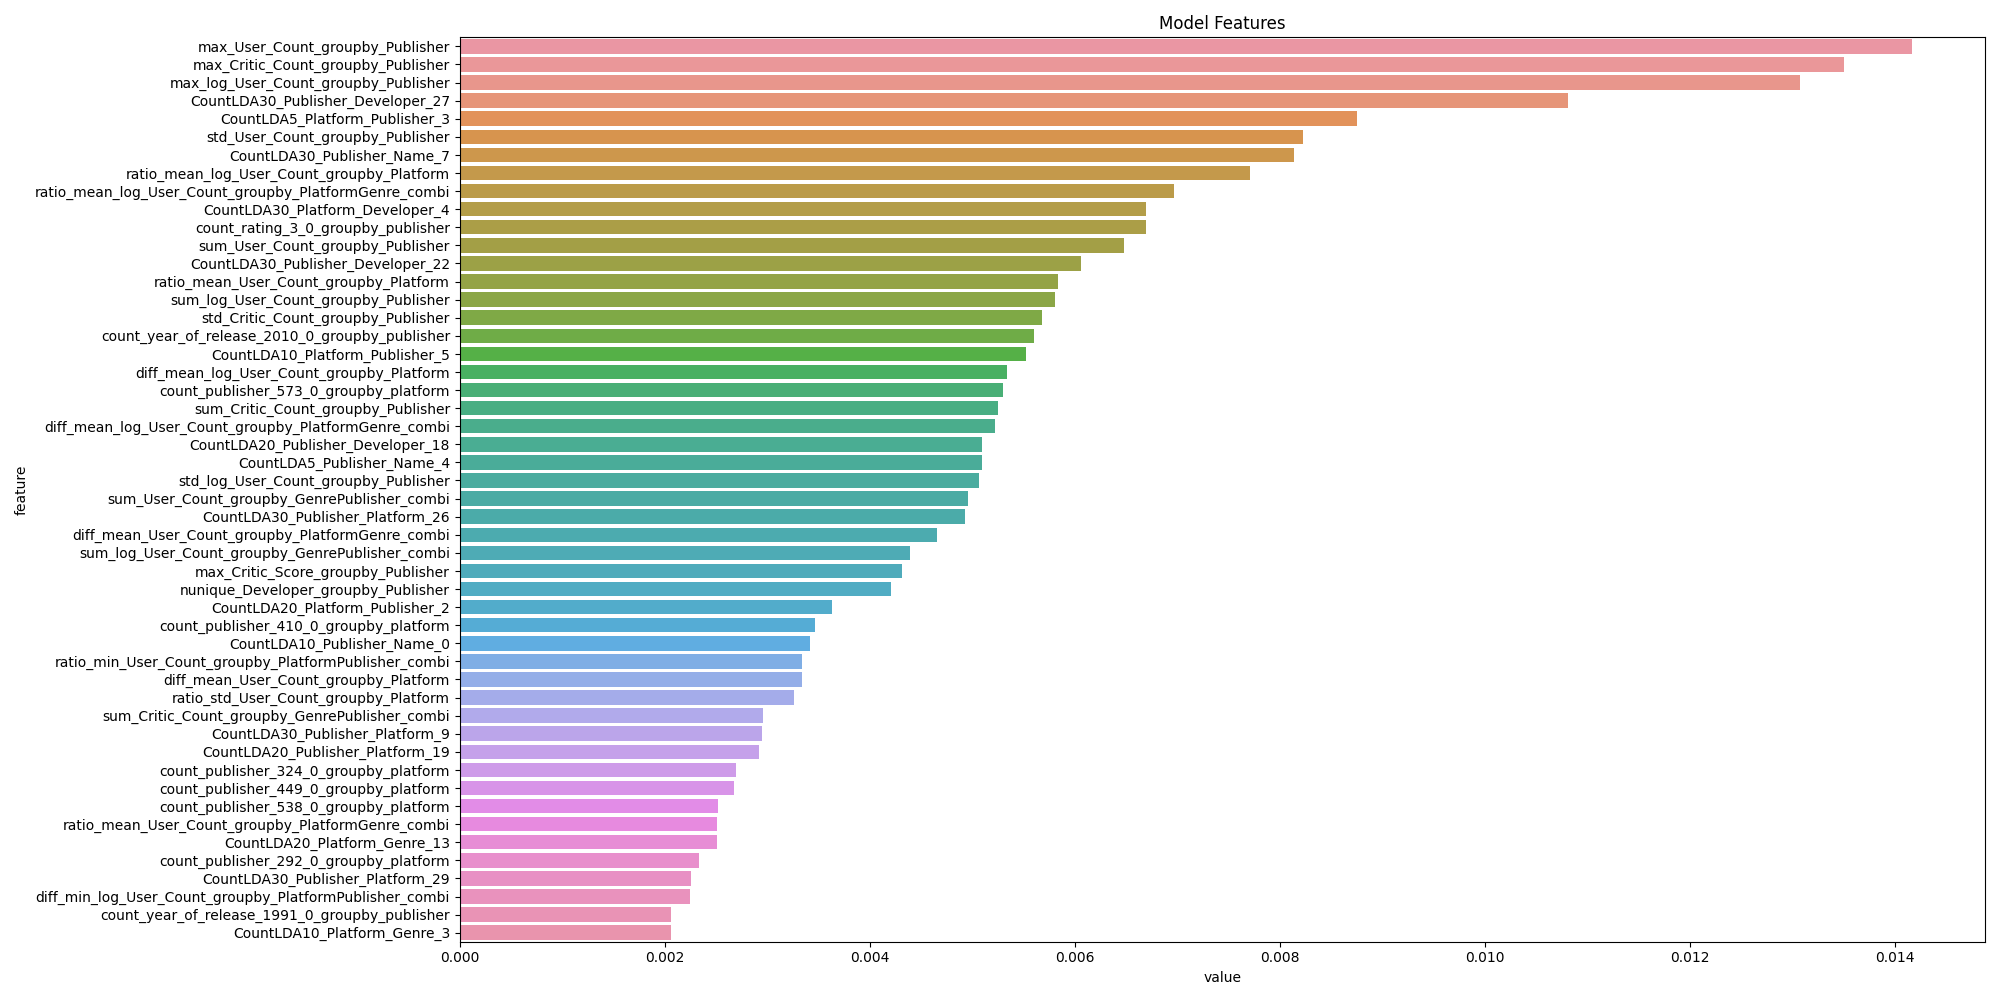 Model Features
max_User_Count_groupby_Publisher
max_Critic_Count_groupby_Publisher
max_log_User_Count_groupby_Publisher
CountLDA30_Publisher_Developer_27
CountLDA5_Platform_Publisher_3
std_User_Count_groupby_Publisher
CountLDA30_Publisher_Name_7
ratio_mean_log_User_Count_groupby_Platform
ratio_mean_log_User_Count_groupby_PlatformGenre_combi
CountLDA30_Platform_Developer_4
count_rating_3_0_groupby_publisher
sum_User_Count_groupby_Publisher
CountLDA30_Publisher_Developer_22
ratio_mean_User_Count_groupby_Platform
sum_log_User_Count_groupby_Publisher
std_Critic_Count_groupby_Publisher
count_year_of_release_2010_0_groupby_publisher
CountLDA10_Platform_Publisher_5
diff_mean_log_User_Count_groupby_Platform
count_publisher_573_0_groupby_platform
sum_Critic_Count_groupby_Publisher
diff_mean_log_User_Count_groupby_PlatformGenre_combi
CountLDA20_Publisher_Developer_18
CountLDA5_Publisher_Name_4
std_log_User_Count_groupby_Publisher
sum_User_Count_groupby_GenrePublisher_combi
CountLDA30_Publisher_Platform_26
diff_mean_User_Count_groupby_PlatformGenre_combi
sum_log_User_Count_groupby_GenrePublisher_combi
max_Critic_Score_groupby_Publisher
nunique_Developer_groupby_Publisher
CountLDA20_Platform_Publisher_2
count_publisher_410_0_groupby_platform
CountLDA10_Publisher_Name_0
ratio_min_User_Count_groupby_PlatformPublisher_combi
diff_mean_User_Count_groupby_Platform
ratio_std_User_Count_groupby_Platform
sum_Critic_Count_groupby_GenrePublisher_combi
CountLDA30_Publisher_Platform_9
CountLDA20_Publisher_Platform_19
count_publisher_324_0_groupby_platform
count_publisher_449_0_groupby_platform
count_publisher_538_0_groupby_platform
ratio_mean_User_Count_groupby_PlatformGenre_combi
CountLDA20_Platform_Genre_13
count_publisher_292_0_groupby_platform
CountLDA30_Publisher_Platform_29
diff_min_log_User_Count_groupby_PlatformPublisher_combi
count_year_of_release_1991_0_groupby_publisher
CountLDA10_Platform_Genre_3
feature
0.000 0.002 0.004 0.006 0.008 0.010 0.012 0.014
value